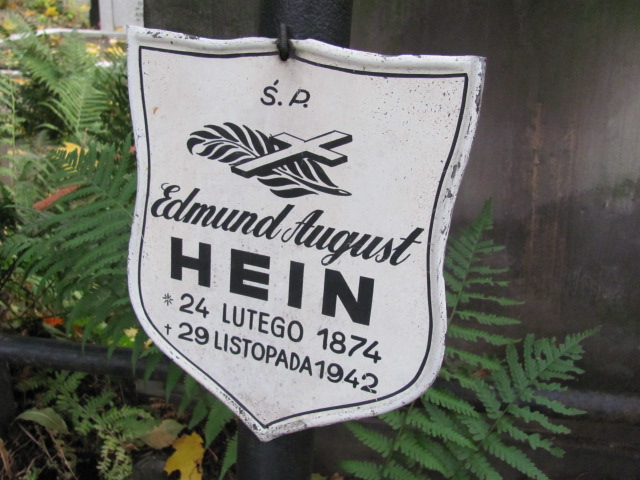 Ś.P.
Edmund August
HEIN
* 24 LUTEGO 1874
† 29 LISTOPADA 1942